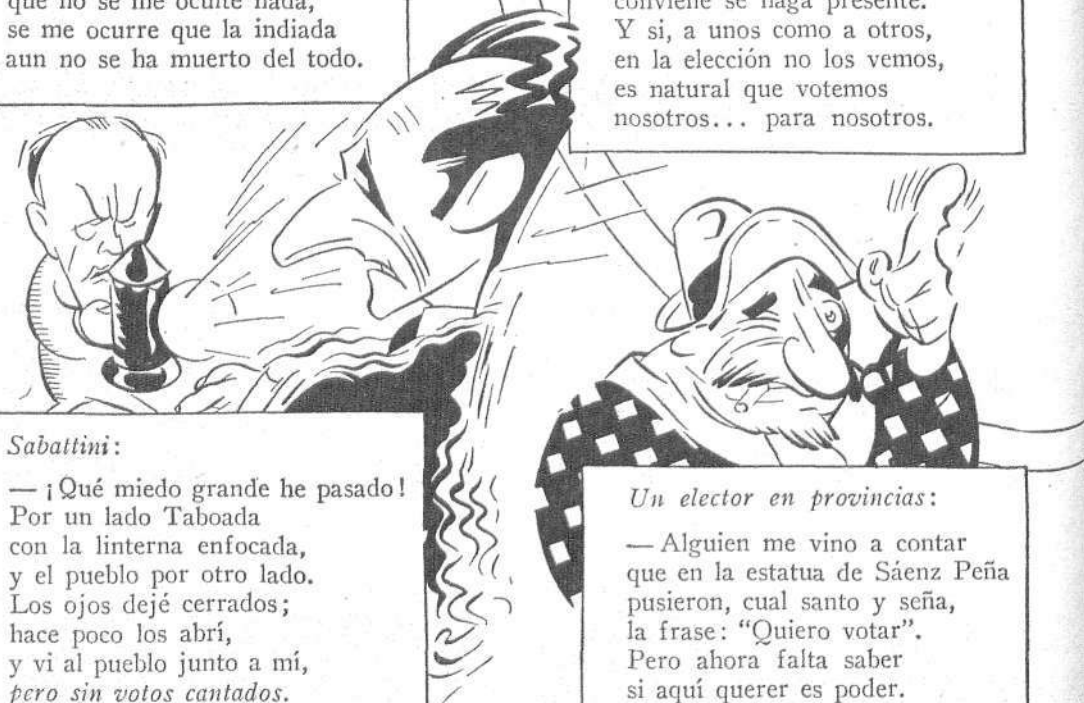 que no se me oculte nada,
se me ocurre que la indiada
aun no se ha muerto del todo.
conviene se haga presente.
Y si, a unos como a otros,
en la elección no los vemos,
es natural que votemos
nosotros... para nosotros.
Sabattini:
— ¡Qué miedo grande he pasado!
Por un lado Taboada
con la linterna enfocada,
y el pueblo por otro lado.
Los ojos dejé cerrados;
hace poco los abrí,
y vi al pueblo junto a mí,
pero sin votos cantados.
Un elector en provincias:
— Alguien me vino a contar
que en la estatua de Sáenz Peña
pusieron, cual santo y seña,
la frase: "Quiero votar".
Pero ahora falta saber
si aquí querer es poder.